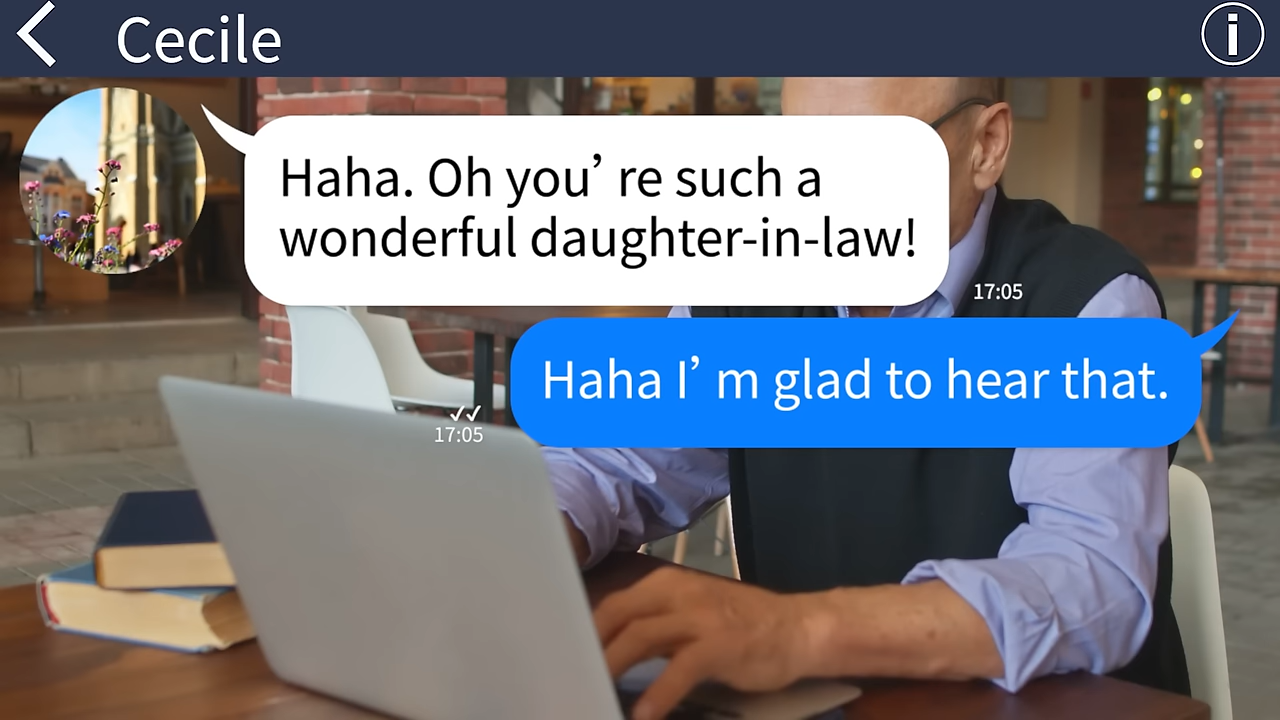 Cecile
Haha. Oh you’ re such a
wonderful daughter-in-law!
17:05
Haha I’ m glad to hear that.
17:05